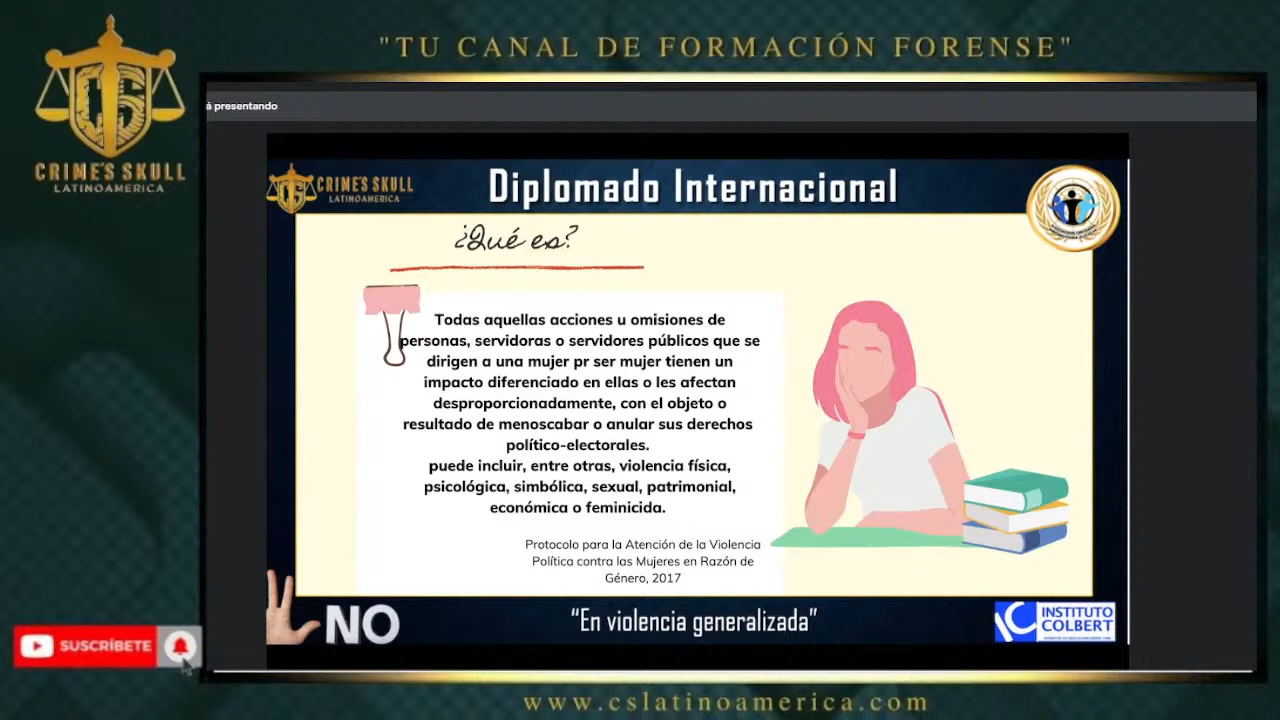 "TU CANAL DE FORMACIÓN FORENSE"
CS
CRIME'S SKULL
LATINOAMERICA
á presentando
CRIME'S SKULL
LATINOAMERICA
Diplomado Internacional
¿Qué es?
Todas aquellas acciones u omisiones de
personas, servidoras o servidores públicos que se
dirigen a una mujer pr ser mujer tienen un
impacto diferenciado en ellas o les afectan
desproporcionadamente, con el objeto o
resultado de menoscabar o anular sus derechos
político-electorales.
puede incluir, entre otras, violencia física,
psicológica, simbólica, sexual, patrimonial,
económica o feminicida.
Protocolo para la Atención de la Violencia
Política contra las Mujeres en Razón de
Género, 2017
NO
"En violencia generalizada"
INSTITUTO
COLBERT
SUSCRÍBETE
www.cslatinoamerica.com